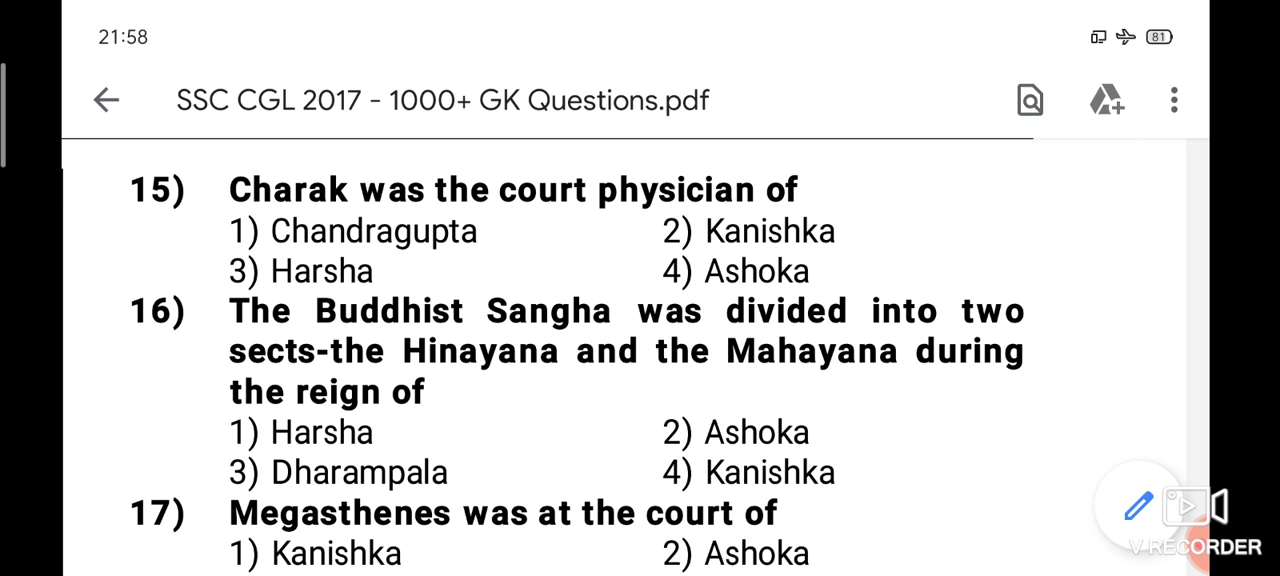 21:58
81
SSC CGL 2017 - 1000+ GK Questions.pdf
15) Charak was the court physician of
1) Chandragupta 2) Kanishka
3) Harsha 4) Ashoka
16) The Buddhist Sangha was divided into two
sects-the Hinayana and the Mahayana during
the reign of
1) Harsha 2) Ashoka
3) Dharampala 4) Kanishka
17) Megasthenes was at the court of
1) Kanishka 2) Ashoka
V-RECORDER